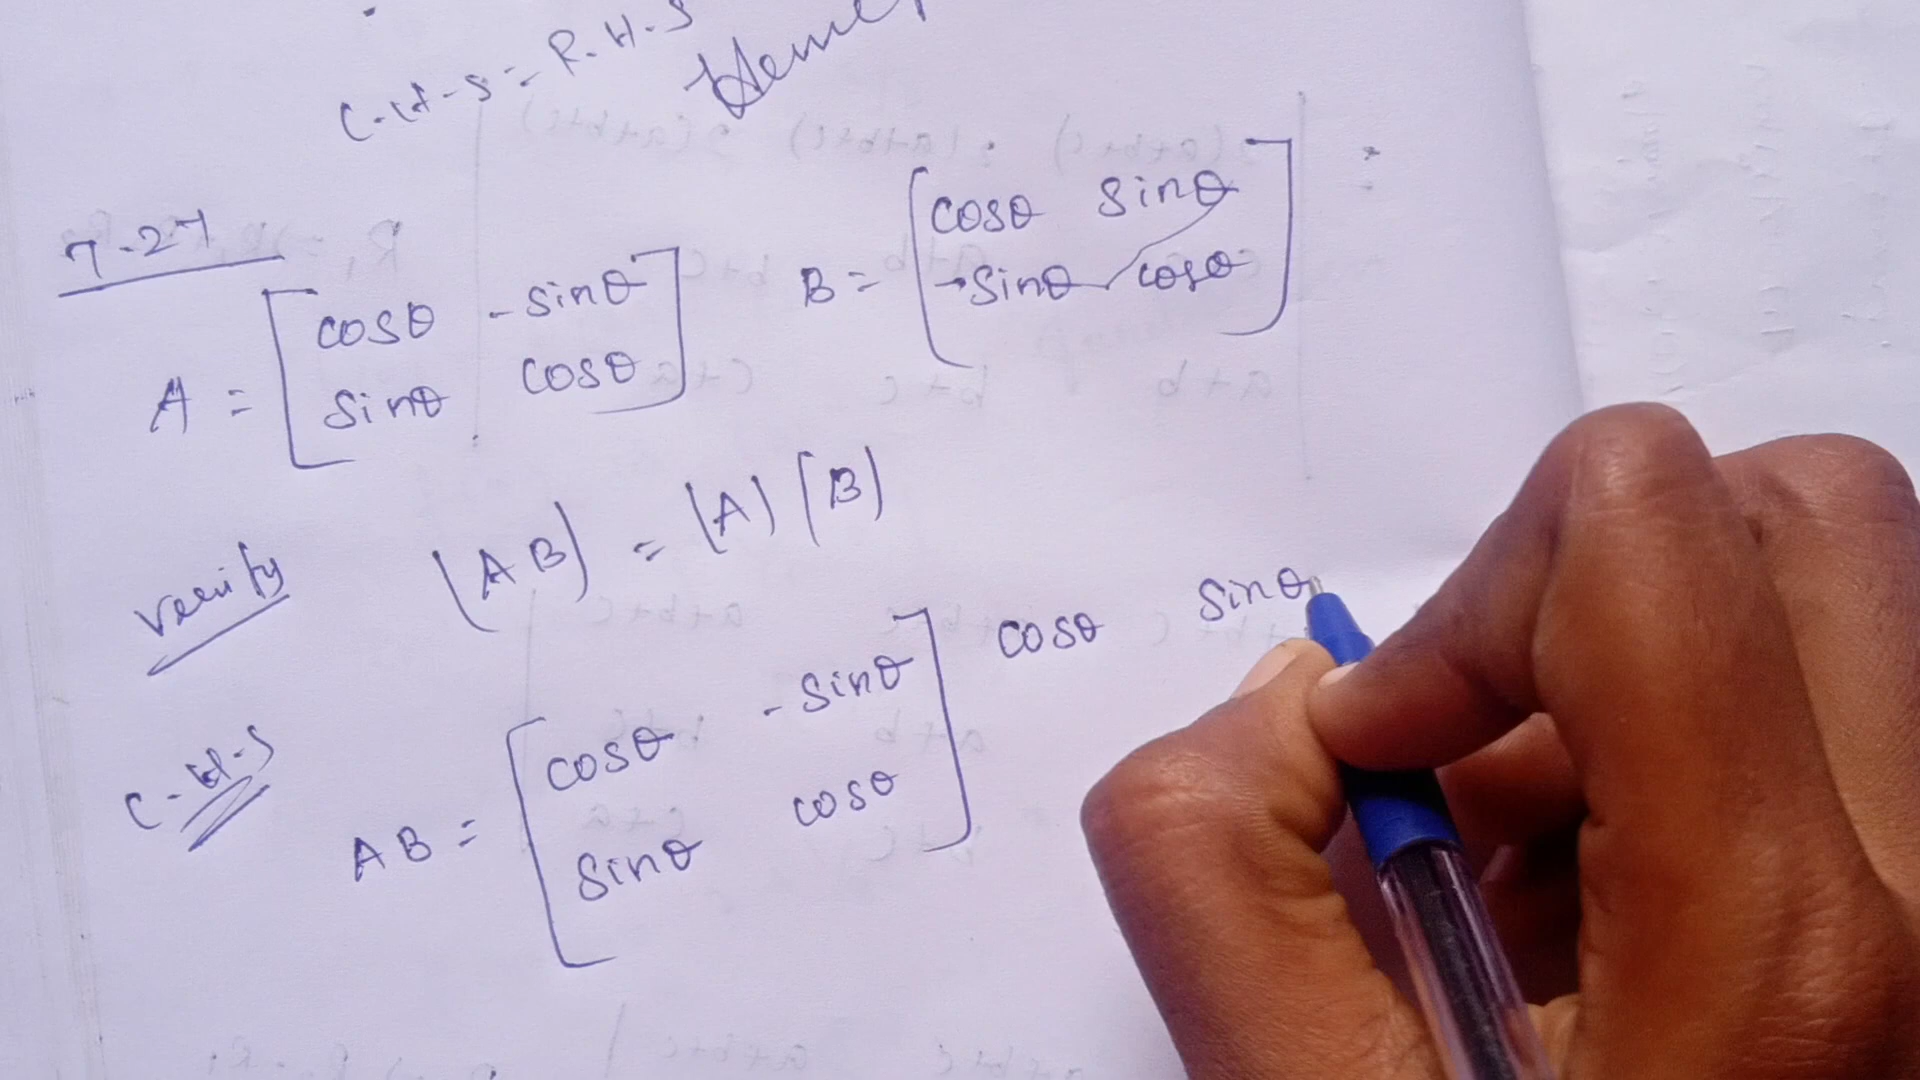 L.H.S = R.H.S
7.27
A = [cosθ -sinθ B = [cosθ sinθ
sinθ cosθ] -sinθ cosθ]
verify |AB| = |A| |B|
L.H.S
AB = [cosθ -sinθ cosθ sinθ
sinθ cosθ]